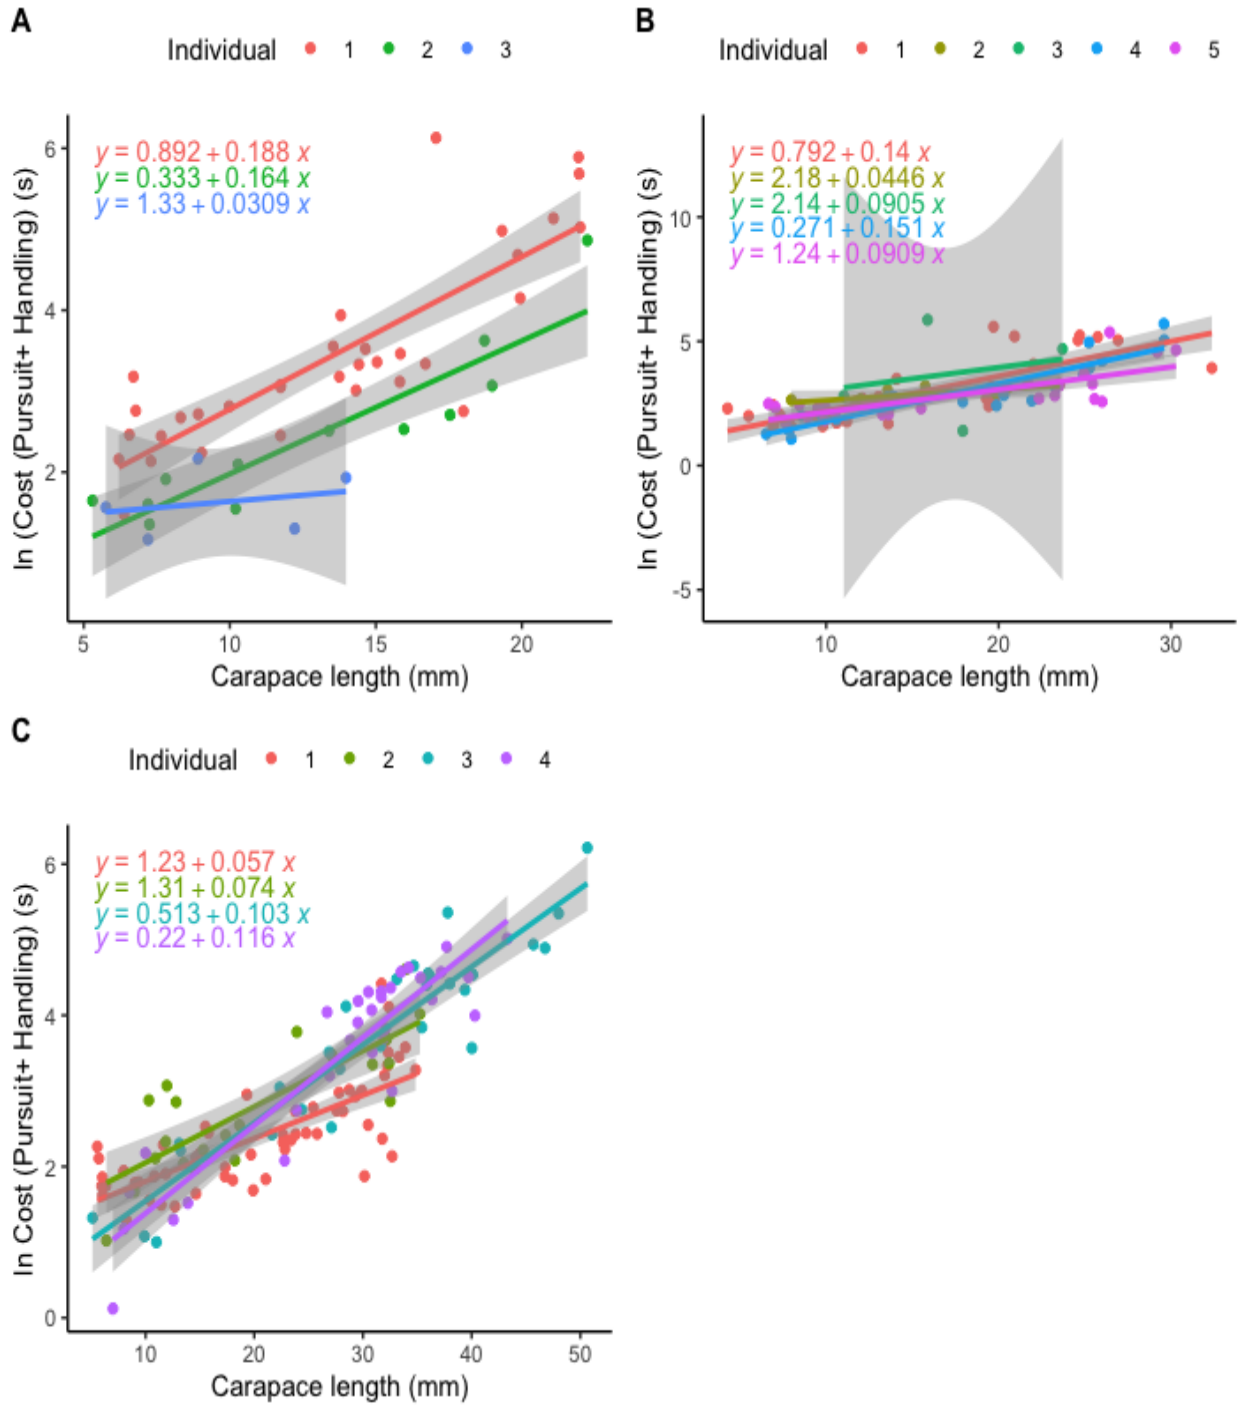 A
Individual 1 2 3
y = 0.892 + 0.188 x
y = 0.333 + 0.164 x
y = 1.33 + 0.0309 x
ln (Cost (Pursuit+ Handling) (s)
6
4
2
5 10 15 20
Carapace length (mm)
B
Individual 1 2 3 4 5
y = 0.792 + 0.14 x
y = 2.18 + 0.0446 x
y = 2.14 + 0.0905 x
y = 0.271 + 0.151 x
y = 1.24 + 0.0909 x
ln (Cost (Pursuit+ Handling) (s)
10
5
0
-5
10 20 30
Carapace length (mm)
C
Individual 1 2 3 4
y = 1.23 + 0.057 x
y = 1.31 + 0.074 x
y = 0.513 + 0.103 x
y = 0.22 + 0.116 x
ln Cost (Pursuit+ Handling) (s)
6
4
2
0
10 20 30 40 50
Carapace length (mm)